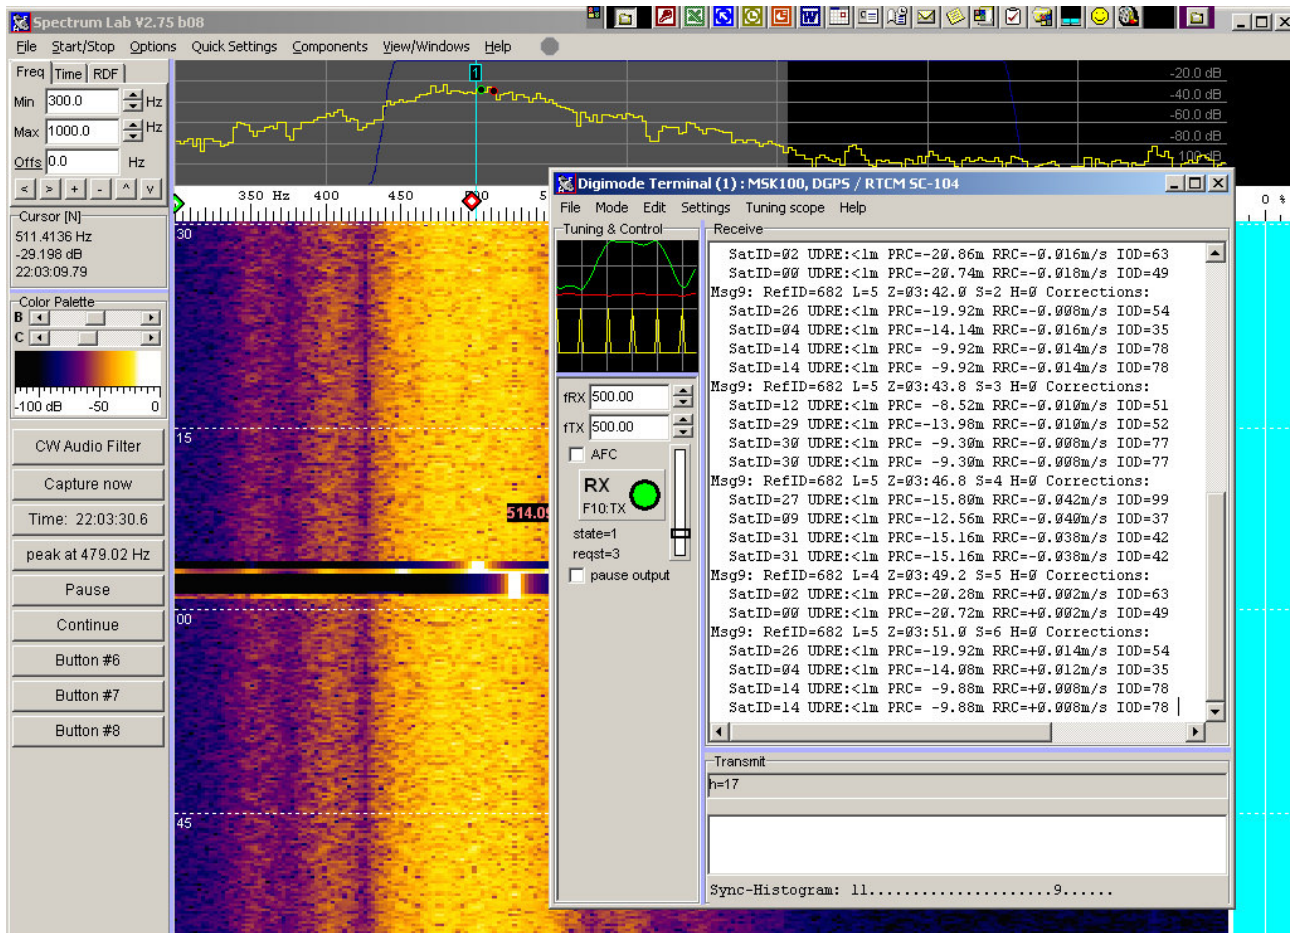 Spectrum Lab V2.75 b08
File Start/Stop Options Quick Settings Components View/Windows Help
Freq Time RDF
Min 300.0 Hz
Max 1000.0 Hz
Offs 0.0 Hz
< > + - ^ v
Cursor [N]
511.4136 Hz
-29.198 dB
22:03:09.79
Color Palette
B
C
-100 dB -50 0
CW Audio Filter
Capture now
Time: 22:03:30.6
peak at 479.02 Hz
Pause
Continue
Button #6
Button #7
Button #8
1
-20.0 dB
-40.0 dB
-60.0 dB
-80.0 dB
350 Hz 400 450
0 %
30
15
00
45
Digimode Terminal (1) : MSK100, DGPS / RTCM SC-104
File Mode Edit Settings Tuning scope Help
Tuning & Control
fRX 500.00
fTX 500.00
AFC
RX
F10:TX
state=1
reqst=3
pause output
Receive
SatID=02 UDRE:<1m PRC=-20.86m RRC=-0.016m/s IOD=63
SatID=00 UDRE:<1m PRC=-20.74m RRC=-0.018m/s IOD=49
Msg9: RefID=682 L=5 Z=03:42.0 S=2 H=0 Corrections:
SatID=26 UDRE:<1m PRC=-19.92m RRC=-0.008m/s IOD=54
SatID=04 UDRE:<1m PRC=-14.14m RRC=-0.016m/s IOD=35
SatID=14 UDRE:<1m PRC= -9.92m RRC=-0.014m/s IOD=78
SatID=14 UDRE:<1m PRC= -9.92m RRC=-0.014m/s IOD=78
Msg9: RefID=682 L=5 Z=03:43.8 S=3 H=0 Corrections:
SatID=12 UDRE:<1m PRC= -8.52m RRC=-0.010m/s IOD=51
SatID=29 UDRE:<1m PRC=-13.98m RRC=-0.010m/s IOD=52
SatID=30 UDRE:<1m PRC= -9.30m RRC=-0.008m/s IOD=77
SatID=30 UDRE:<1m PRC= -9.30m RRC=-0.008m/s IOD=77
Msg9: RefID=682 L=5 Z=03:46.8 S=4 H=0 Corrections:
SatID=27 UDRE:<1m PRC=-15.80m RRC=-0.042m/s IOD=99
SatID=09 UDRE:<1m PRC=-12.56m RRC=-0.040m/s IOD=37
SatID=31 UDRE:<1m PRC=-15.16m RRC=-0.038m/s IOD=42
SatID=31 UDRE:<1m PRC=-15.16m RRC=-0.038m/s IOD=42
Msg9: RefID=682 L=4 Z=03:49.2 S=5 H=0 Corrections:
SatID=02 UDRE:<1m PRC=-20.28m RRC=+0.002m/s IOD=63
SatID=00 UDRE:<1m PRC=-20.72m RRC=+0.002m/s IOD=49
Msg9: RefID=682 L=5 Z=03:51.0 S=6 H=0 Corrections:
SatID=26 UDRE:<1m PRC=-19.92m RRC=+0.014m/s IOD=54
SatID=04 UDRE:<1m PRC=-14.08m RRC=+0.012m/s IOD=35
SatID=14 UDRE:<1m PRC= -9.88m RRC=+0.008m/s IOD=78
SatID=14 UDRE:<1m PRC= -9.88m RRC=+0.008m/s IOD=78
Transmit
h=17
Sync-Histogram: 11.....................9......